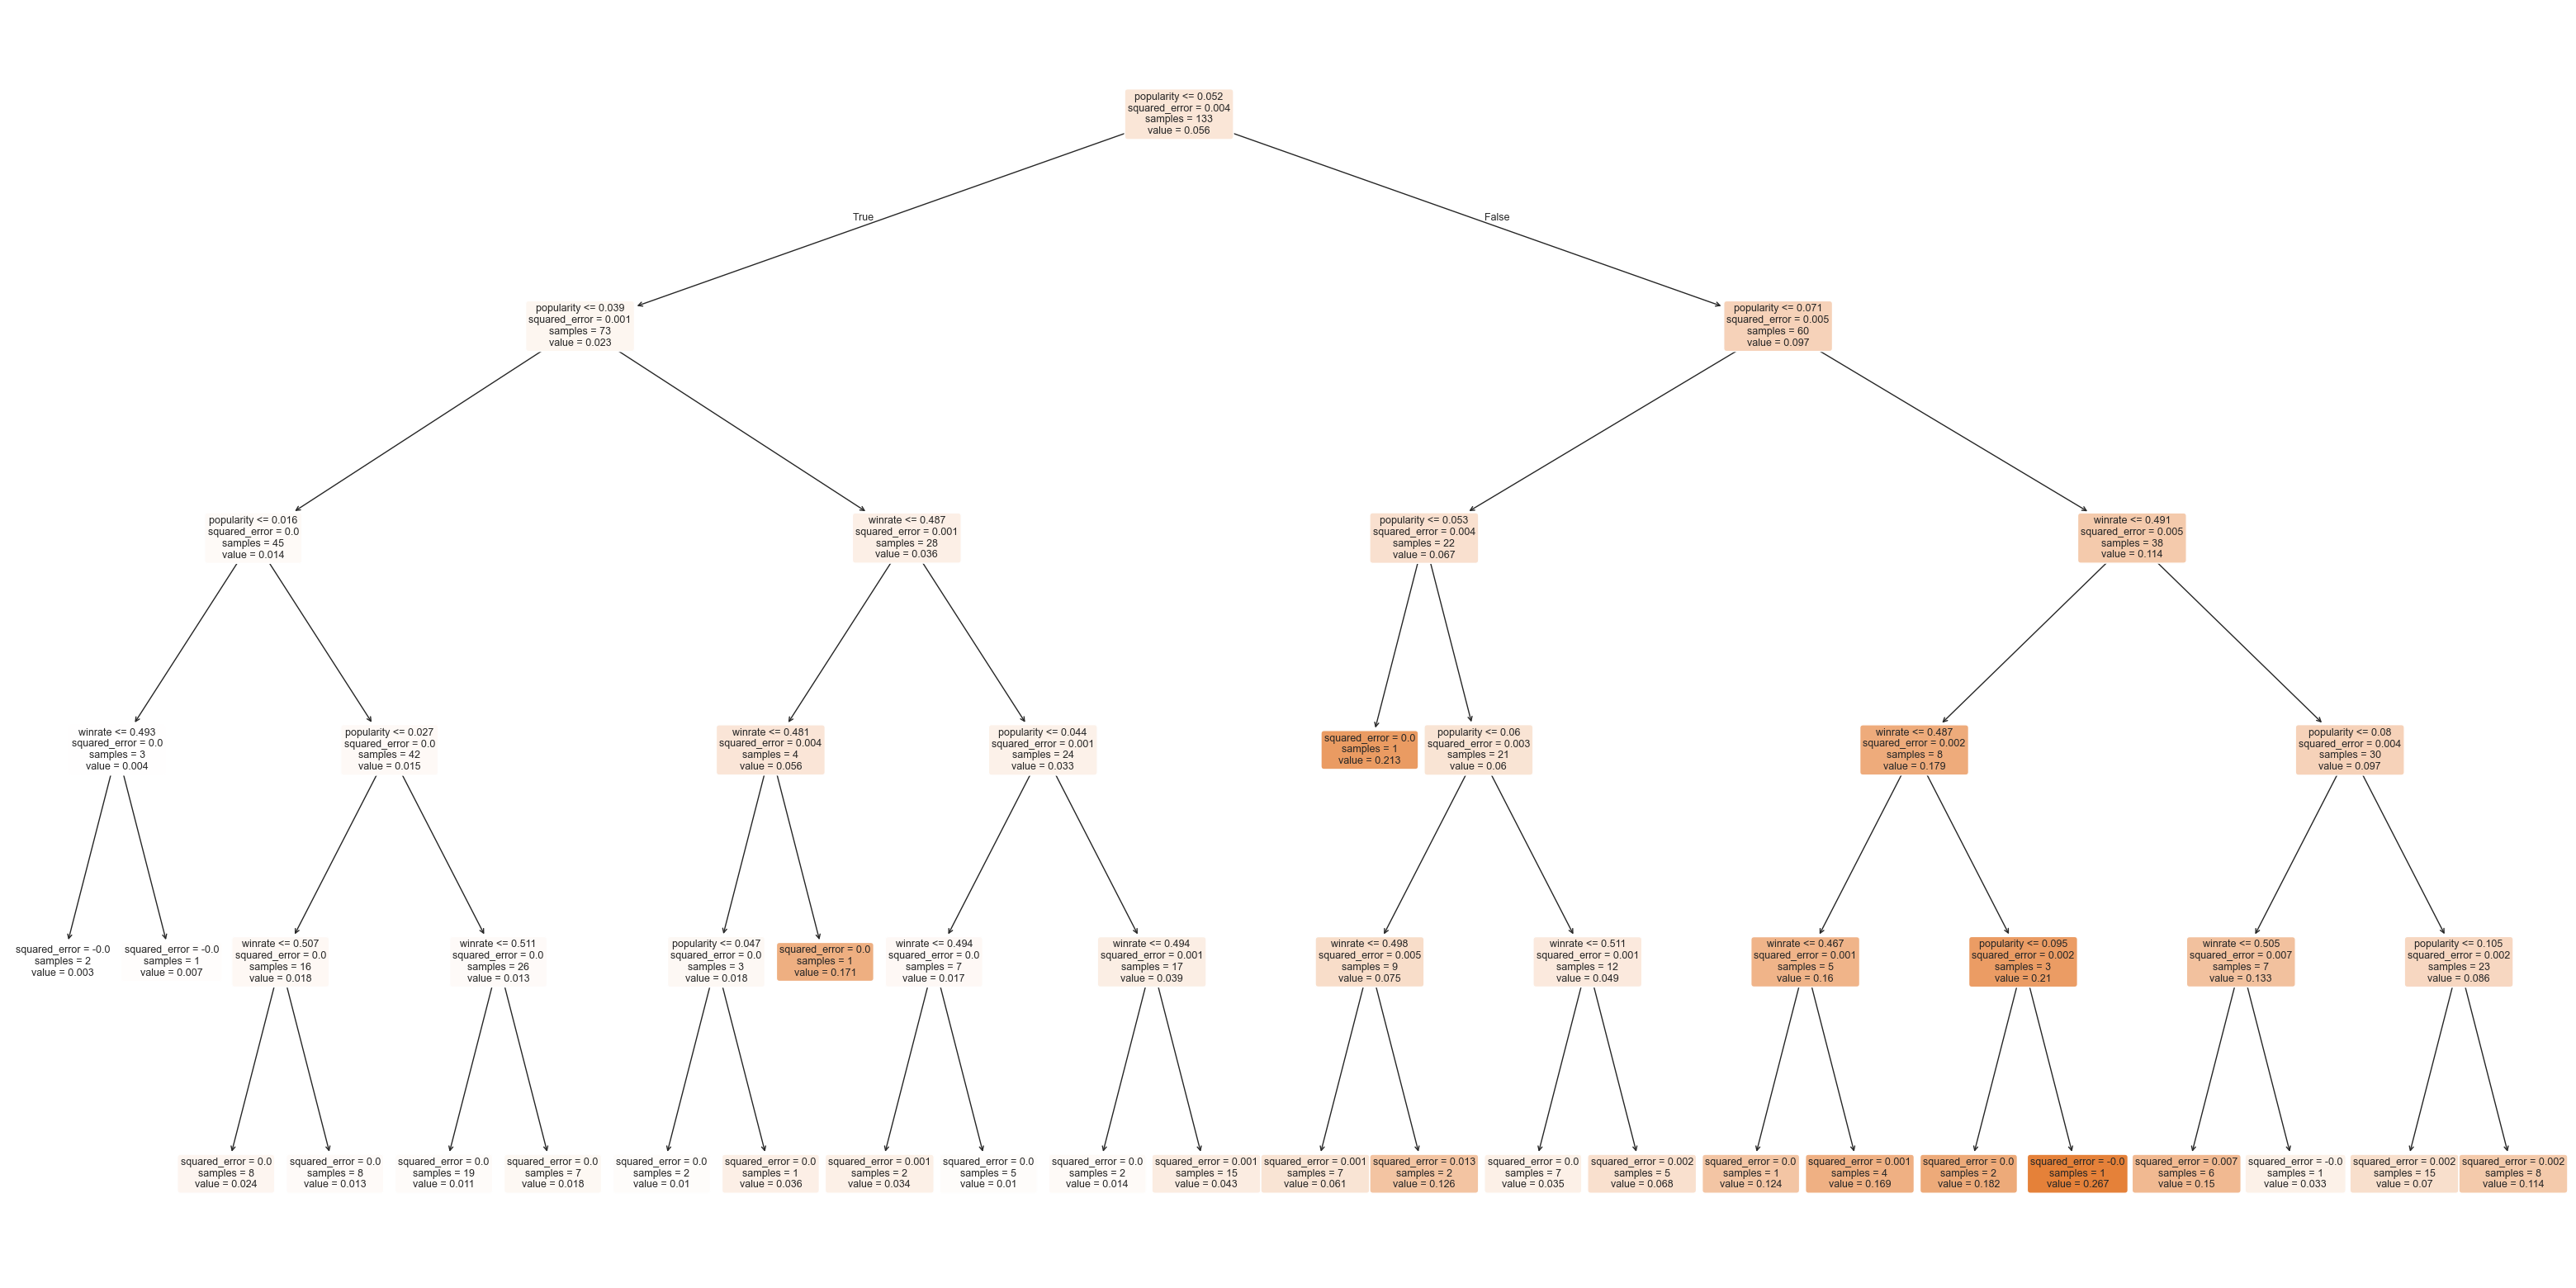 popularity <= 0.052
squared_error = 0.004
samples = 133
value = 0.056
True
False
popularity <= 0.039
squared_error = 0.001
samples = 73
value = 0.023
popularity <= 0.071
squared_error = 0.005
samples = 60
value = 0.097
popularity <= 0.016
squared_error = 0.0
samples = 45
value = 0.014
winrate <= 0.487
squared_error = 0.001
samples = 28
value = 0.036
popularity <= 0.053
squared_error = 0.004
samples = 22
value = 0.067
winrate <= 0.491
squared_error = 0.005
samples = 38
value = 0.114
winrate <= 0.493
squared_error = 0.0
samples = 3
value = 0.004
popularity <= 0.027
squared_error = 0.0
samples = 42
value = 0.015
winrate <= 0.481
squared_error = 0.004
samples = 4
value = 0.056
popularity <= 0.044
squared_error = 0.001
samples = 24
value = 0.033
squared_error = 0.0
samples = 1
value = 0.213
popularity <= 0.06
squared_error = 0.003
samples = 21
value = 0.06
winrate <= 0.487
squared_error = 0.002
samples = 8
value = 0.179
popularity <= 0.08
squared_error = 0.004
samples = 30
value = 0.097
squared_error = -0.0
samples = 2
value = 0.003
squared_error = -0.0
samples = 1
value = 0.007
winrate <= 0.507
squared_error = 0.0
samples = 16
value = 0.018
winrate <= 0.511
squared_error = 0.0
samples = 26
value = 0.013
popularity <= 0.047
squared_error = 0.0
samples = 3
value = 0.018
squared_error = 0.0
samples = 1
value = 0.171
winrate <= 0.494
squared_error = 0.0
samples = 7
value = 0.017
winrate <= 0.494
squared_error = 0.001
samples = 17
value = 0.039
winrate <= 0.498
squared_error = 0.005
samples = 9
value = 0.075
winrate <= 0.511
squared_error = 0.001
samples = 12
value = 0.049
winrate <= 0.467
squared_error = 0.001
samples = 5
value = 0.16
popularity <= 0.095
squared_error = 0.002
samples = 3
value = 0.21
winrate <= 0.505
squared_error = 0.007
samples = 7
value = 0.133
popularity <= 0.105
squared_error = 0.002
samples = 23
value = 0.086
squared_error = 0.0
samples = 8
value = 0.024
squared_error = 0.0
samples = 8
value = 0.013
squared_error = 0.0
samples = 19
value = 0.011
squared_error = 0.0
samples = 7
value = 0.018
squared_error = 0.0
samples = 2
value = 0.01
squared_error = 0.0
samples = 1
value = 0.036
squared_error = 0.001
samples = 2
value = 0.034
squared_error = 0.0
samples = 5
value = 0.01
squared_error = 0.0
samples = 2
value = 0.014
squared_error = 0.001
samples = 15
value = 0.043
squared_error = 0.001
samples = 7
value = 0.061
squared_error = 0.013
samples = 2
value = 0.126
squared_error = 0.0
samples = 7
value = 0.035
squared_error = 0.002
samples = 5
value = 0.068
squared_error = 0.0
samples = 1
value = 0.124
squared_error = 0.001
samples = 4
value = 0.169
squared_error = 0.0
samples = 2
value = 0.182
squared_error = -0.0
samples = 1
value = 0.267
squared_error = 0.007
samples = 6
value = 0.15
squared_error = -0.0
samples = 1
value = 0.033
squared_error = 0.002
samples = 15
value = 0.07
squared_error = 0.002
samples = 8
value = 0.114